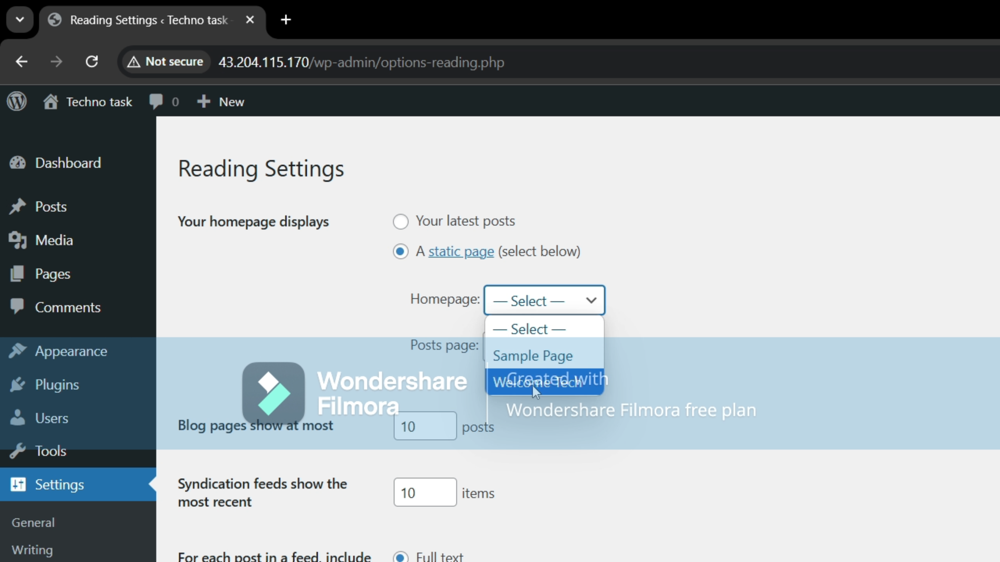 Reading Settings ‹ Techno task -
Not secure 43.204.115.170/wp-admin/options-reading.php
Techno task 0 New
Dashboard
Posts
Media
Pages
Comments
Appearance
Plugins
Users
Tools
Settings
General
Writing
Reading Settings
Your homepage displays
Your latest posts
A static page (select below)
Homepage: — Select —
— Select —
Posts page:
Sample Page
Welcome Tech
Wondershare
Filmora
Created with
Wondershare Filmora free plan
Blog pages show at most 10 posts
Syndication feeds show the
most recent
10 items
For each post in a feed, include Full text